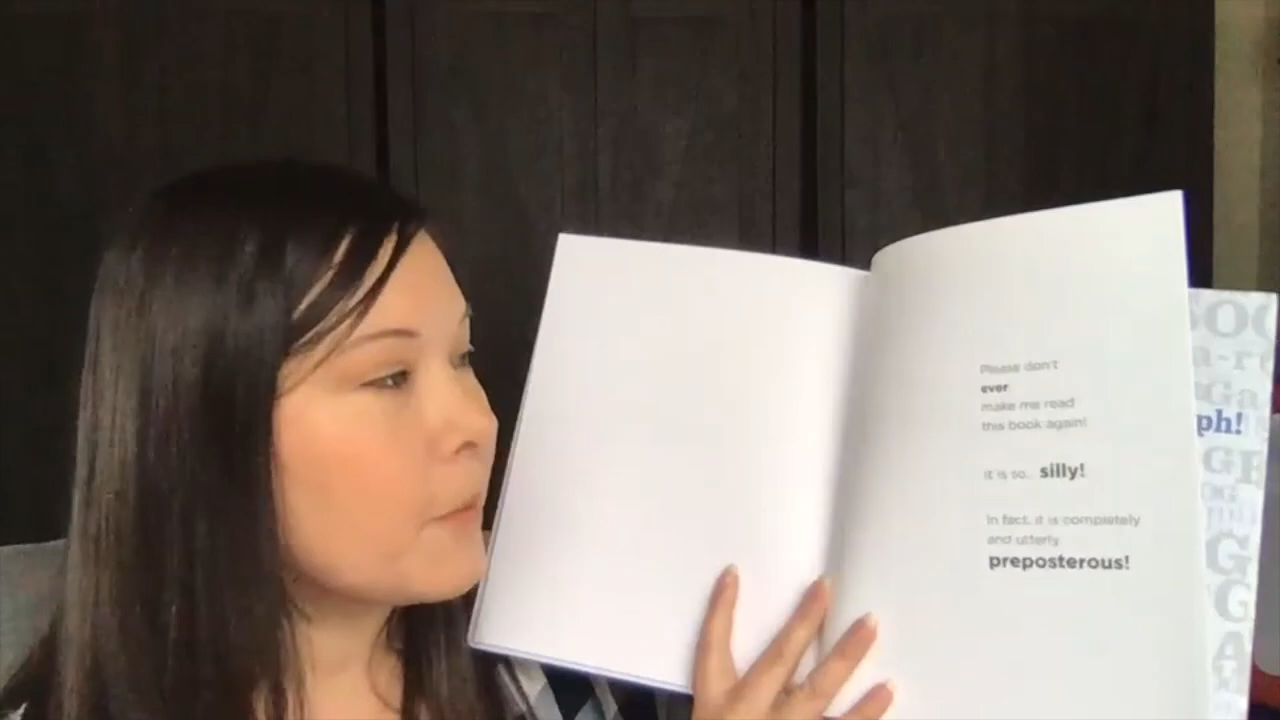 Please don't
ever
make me read
this book again!
It is so... silly!
In fact, it is completely
and utterly
preposterous!
ph!